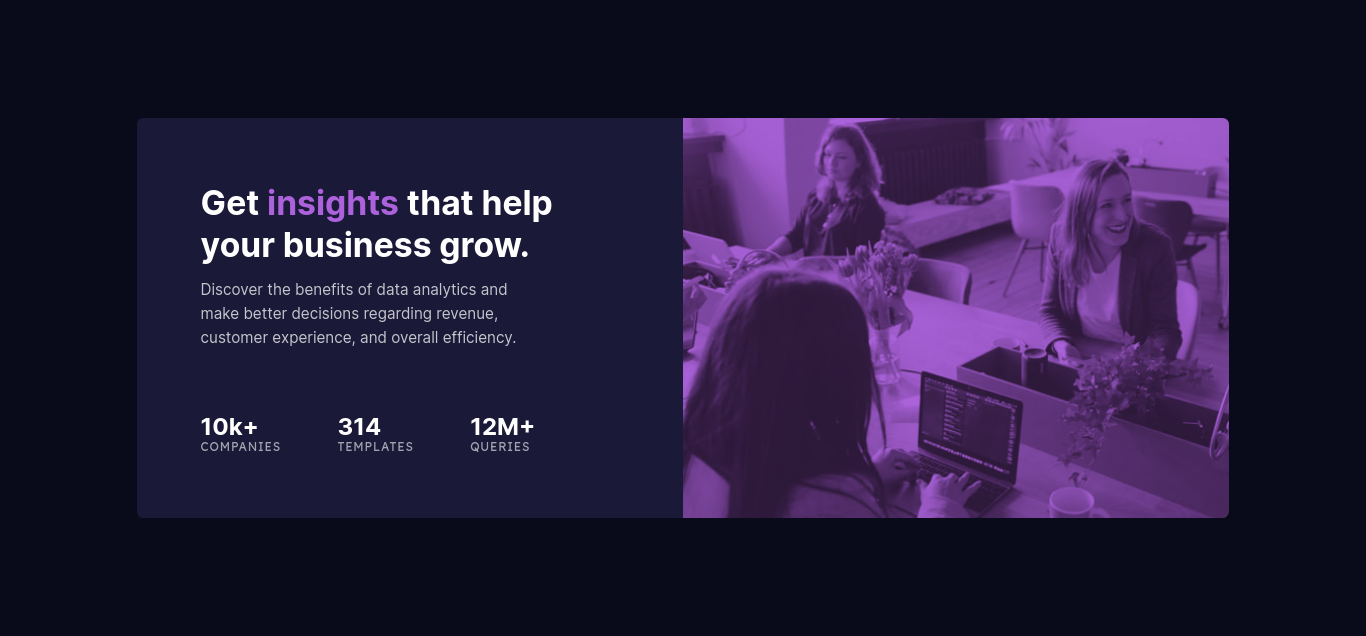 Get insights that help
your business grow.
Discover the benefits of data analytics and
make better decisions regarding revenue,
customer experience, and overall efficiency.
10k+ 314 12M+
COMPANIES TEMPLATES QUERIES